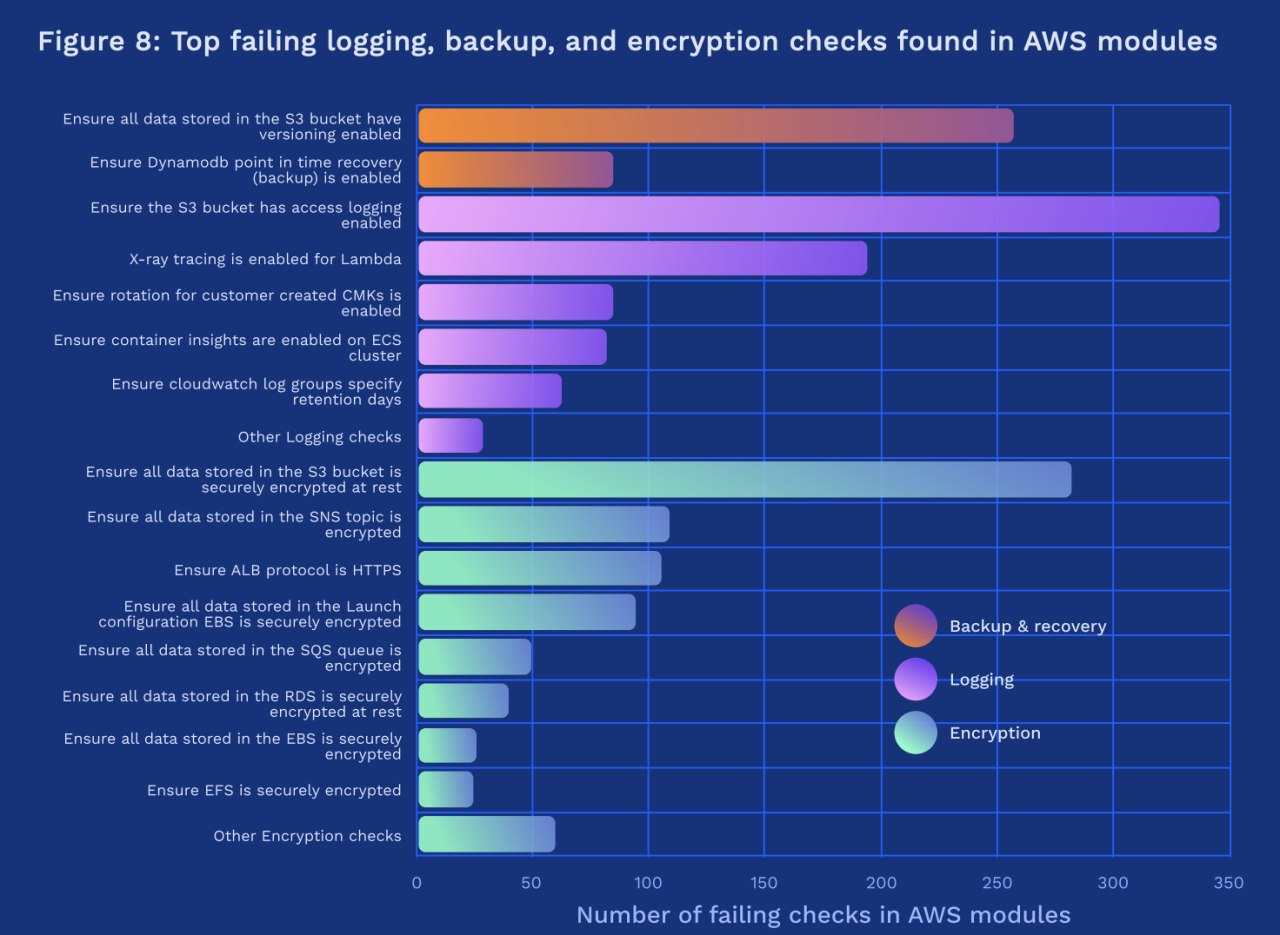 Figure 8: Top failing logging, backup, and encryption checks found in AWS modules
Ensure all data stored in the S3 bucket have
versioning enabled
Ensure Dynamodb point in time recovery
(backup) is enabled
Ensure the S3 bucket has access logging
enabled
X-ray tracing is enabled for Lambda
Ensure rotation for customer created CMKs is
enabled
Ensure container insights are enabled on ECS
cluster
Ensure cloudwatch log groups specify
retention days
Other Logging checks
Ensure all data stored in the S3 bucket is
securely encrypted at rest
Ensure all data stored in the SNS topic is
encrypted
Ensure ALB protocol is HTTPS
Ensure all data stored in the Launch
configuration EBS is securely encrypted
Ensure all data stored in the SQS queue is
encrypted
Ensure all data stored in the RDS is securely
encrypted at rest
Ensure all data stored in the EBS is securely
encrypted
Ensure EFS is securely encrypted
Other Encryption checks
Backup & recovery
Logging
Encryption
0 50 100 150 200 250 300 350
Number of failing checks in AWS modules